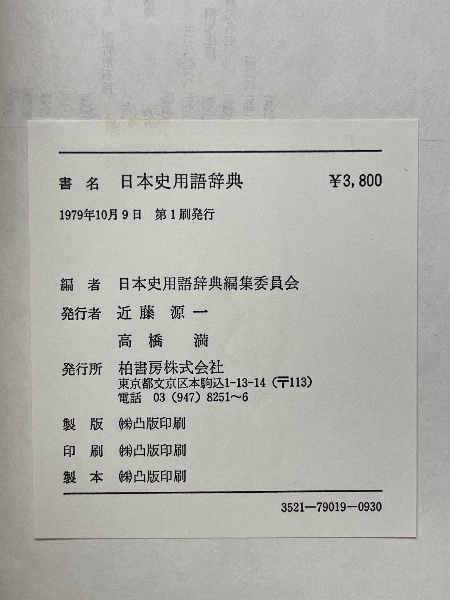 書名 日本史用語辞典 ¥3,800
1979年10月9日 第1刷発行
編者 日本史用語辞典編集委員会
発行者 近藤源一
高橋満
発行所 柏書房株式会社
東京都文京区本駒込1-13-14（〒113）
電話 03（947）8251〜6
製版 ㈱凸版印刷
印刷 ㈱凸版印刷
製本 ㈱凸版印刷
3521—79019—0930